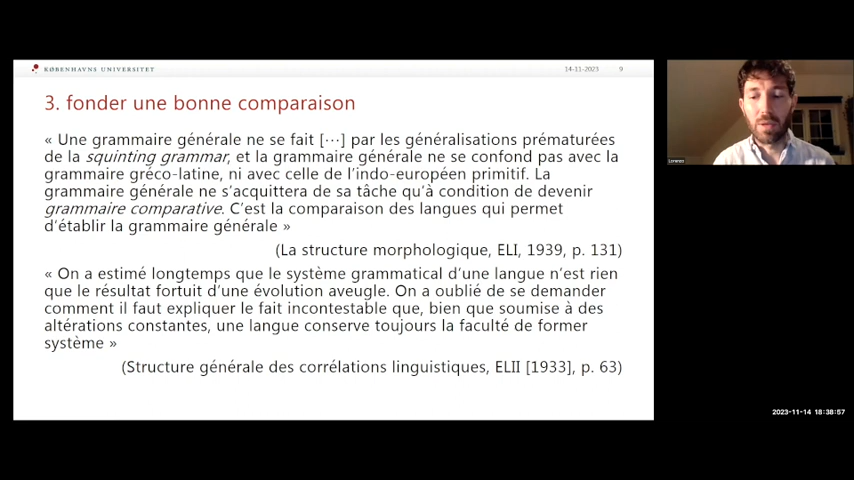 KØBENHAVNS UNIVERSITET
14-11-2023 9
3. fonder une bonne comparaison
« Une grammaire générale ne se fait [⋯] par les généralisations prématurées
de la squinting grammar, et la grammaire générale ne se confond pas avec la
grammaire gréco-latine, ni avec celle de l'indo-européen primitif. La
grammaire générale ne s'acquittera de sa tâche qu'à condition de devenir
grammaire comparative. C'est la comparaison des langues qui permet
d'établir la grammaire générale »
(La structure morphologique, ELI, 1939, p. 131)
« On a estimé longtemps que le système grammatical d'une langue n'est rien
que le résultat fortuit d'une évolution aveugle. On a oublié de se demander
comment il faut expliquer le fait incontestable que, bien que soumise à des
altérations constantes, une langue conserve toujours la faculté de former
système »
(Structure générale des corrélations linguistiques, ELII [1933], p. 63)
Lorenzo
2023-11-14 18:38:57